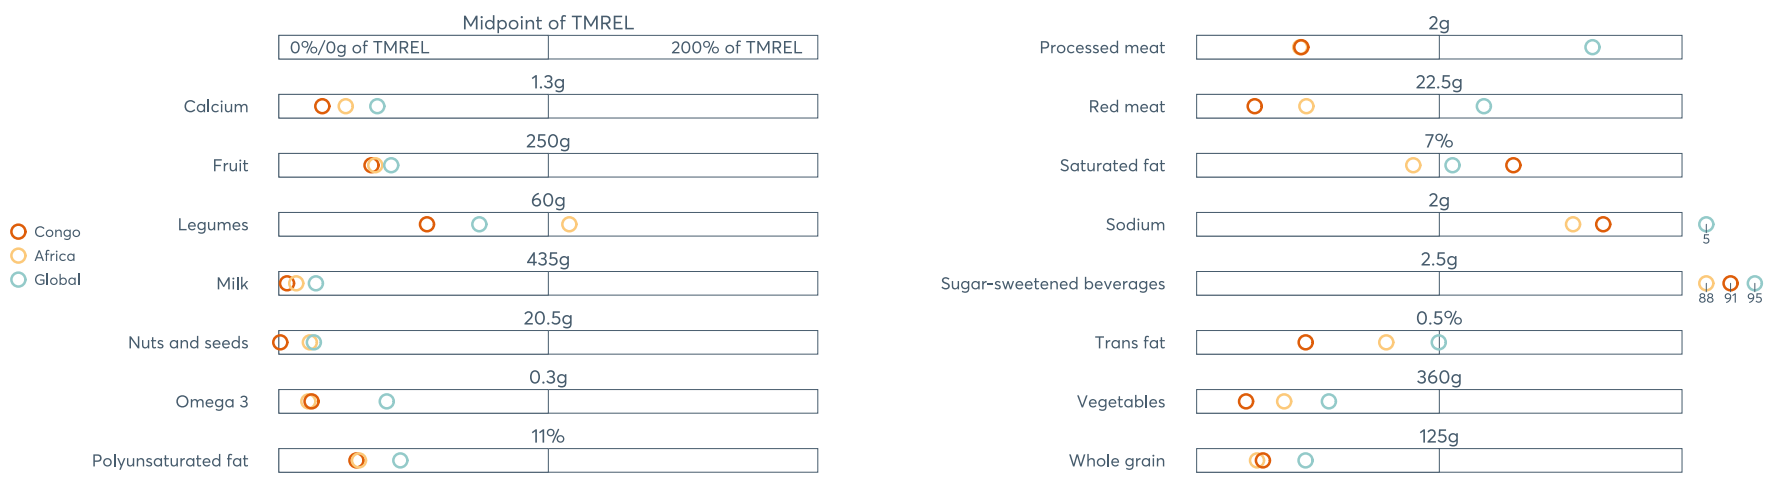 Midpoint of TMREL
0%/0g of TMREL 200% of TMREL
Calcium 1.3g
Fruit 250g
Legumes 60g
Milk 435g
Nuts and seeds 20.5g
Omega 3 0.3g
Polyunsaturated fat 11%
Congo
Africa
Global
Processed meat 2g
Red meat 22.5g
Saturated fat 7%
Sodium 2g
5
Sugar-sweetened beverages 2.5g
88 91 95
Trans fat 0.5%
Vegetables 360g
Whole grain 125g